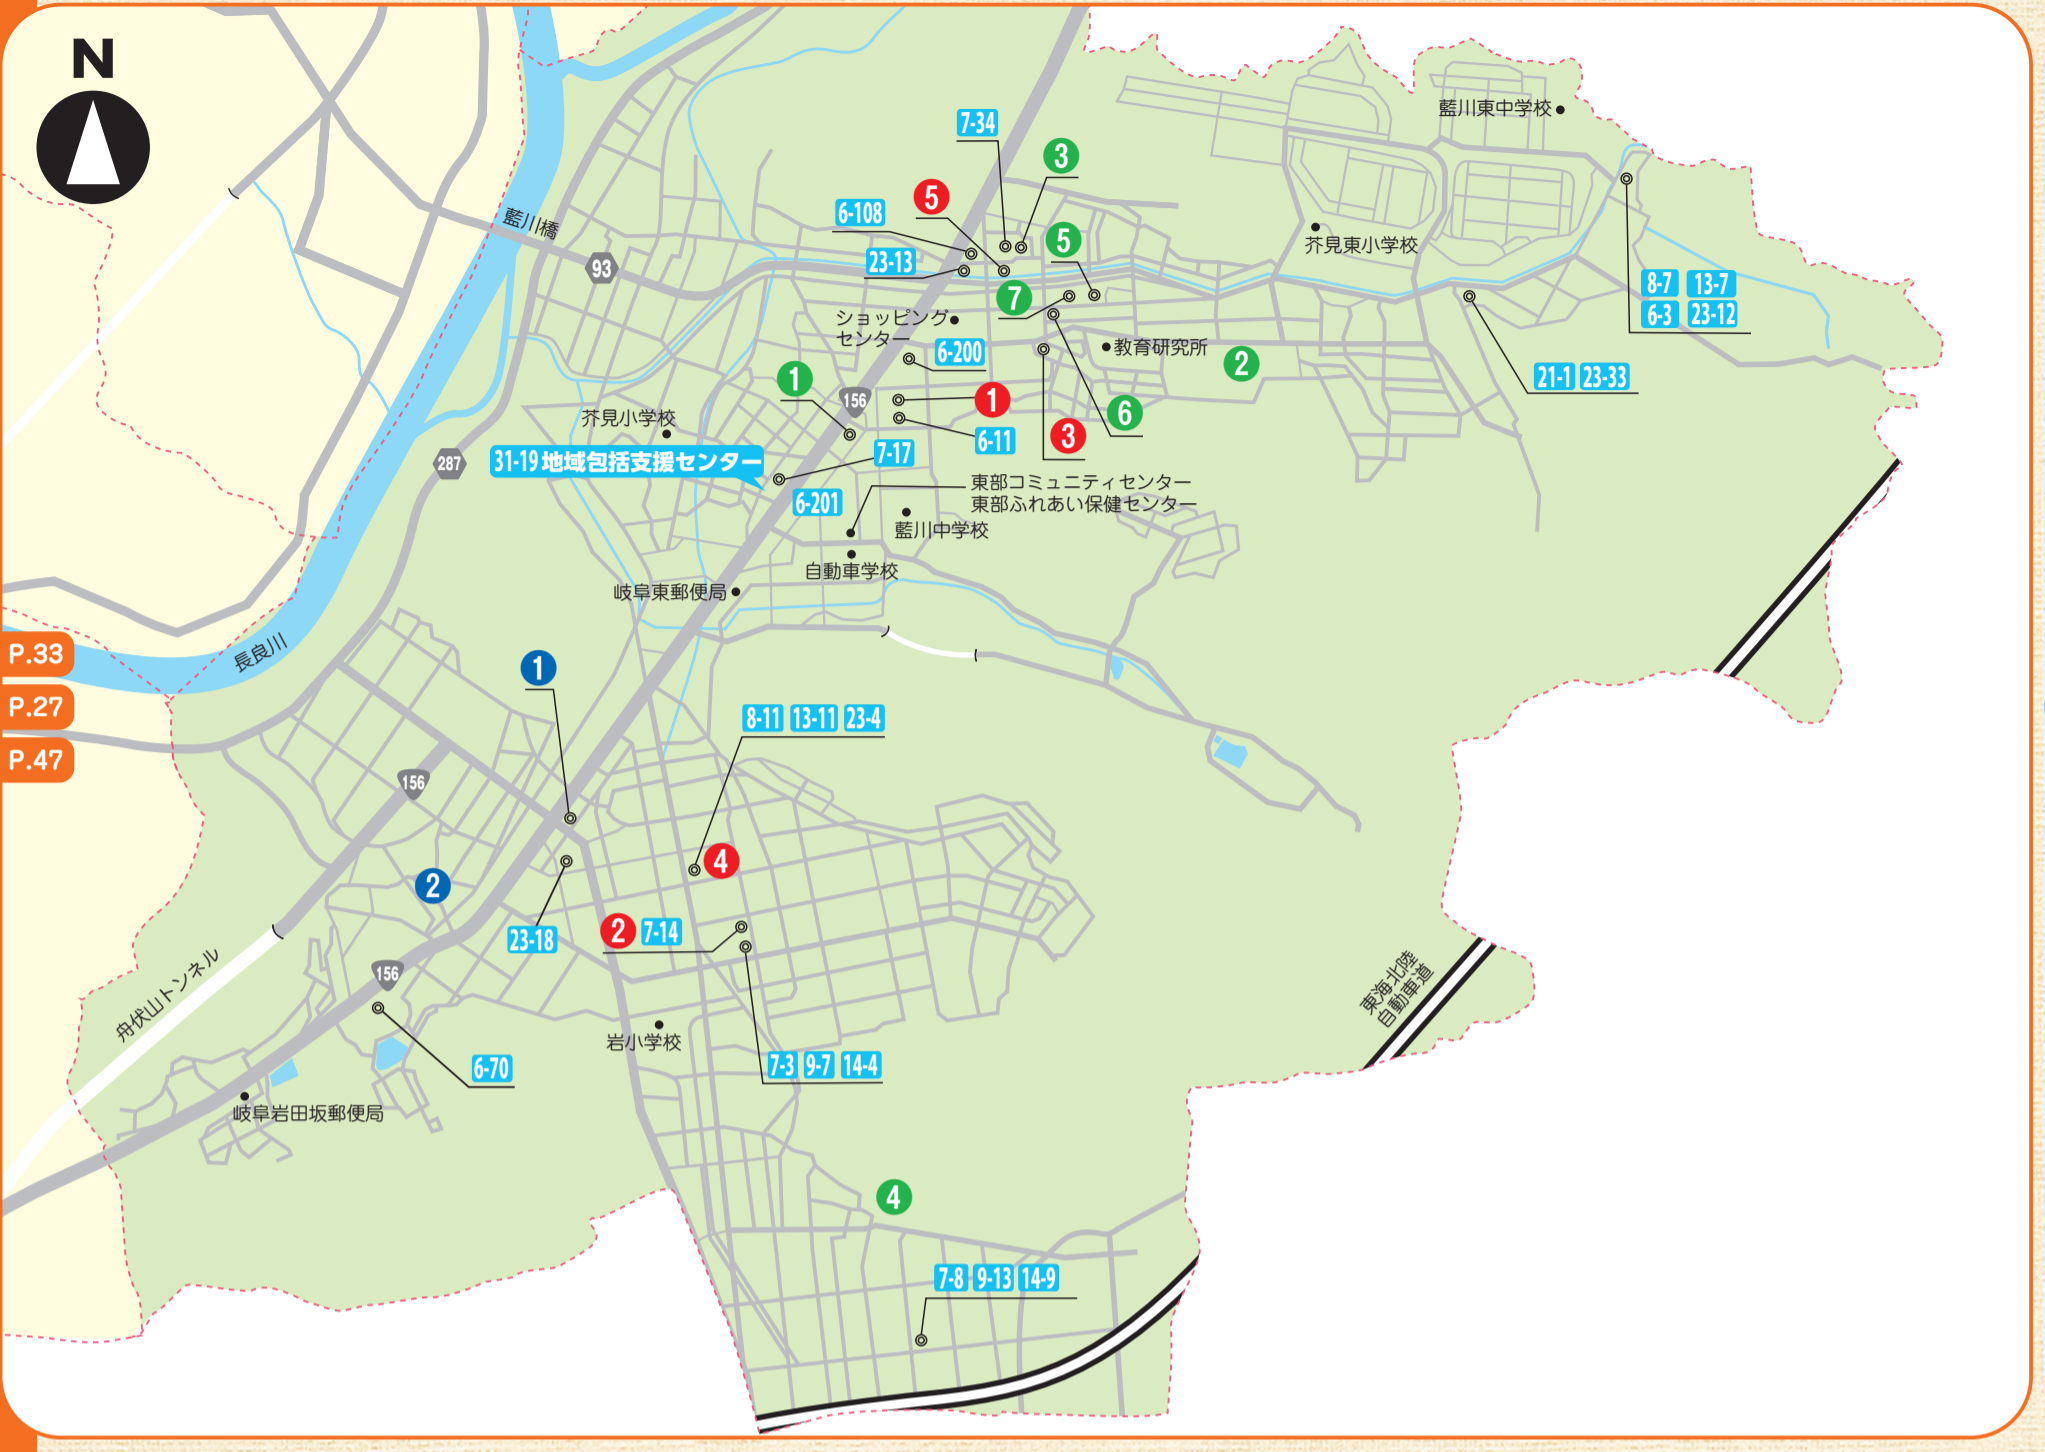 N
藍川東中学校
7-34
3
5
6-108
5
藍川橋
芥見東小学校
23-13
93
7
8-7 13-7
6-3 23-12
ショッピング
センター
6-200
教育研究所
2
1
21-1 23-33
156
1
芥見小学校
6
3
6-11
287
31-19 地域包括支援センター
7-17
6-201
東部コミュニティセンター
東部ふれあい保健センター
藍川中学校
自動車学校
岐阜東郵便局
P.33
長良川
1
P.27
8-11 13-11 23-4
P.47
156
4
2
2 7-14
23-18
156
舟伏山トンネル
東海北陸
自動車道
岩小学校
6-70
7-3 9-7 14-4
岐阜岩田坂郵便局
4
7-8 9-13 14-9